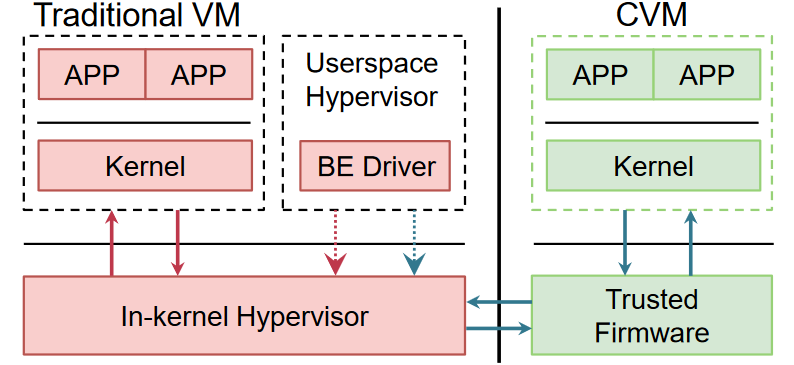 Traditional VM
APP
APP
Kernel
Userspace
Hypervisor
BE Driver
In-kernel Hypervisor
CVM
APP
APP
Kernel
Trusted
Firmware